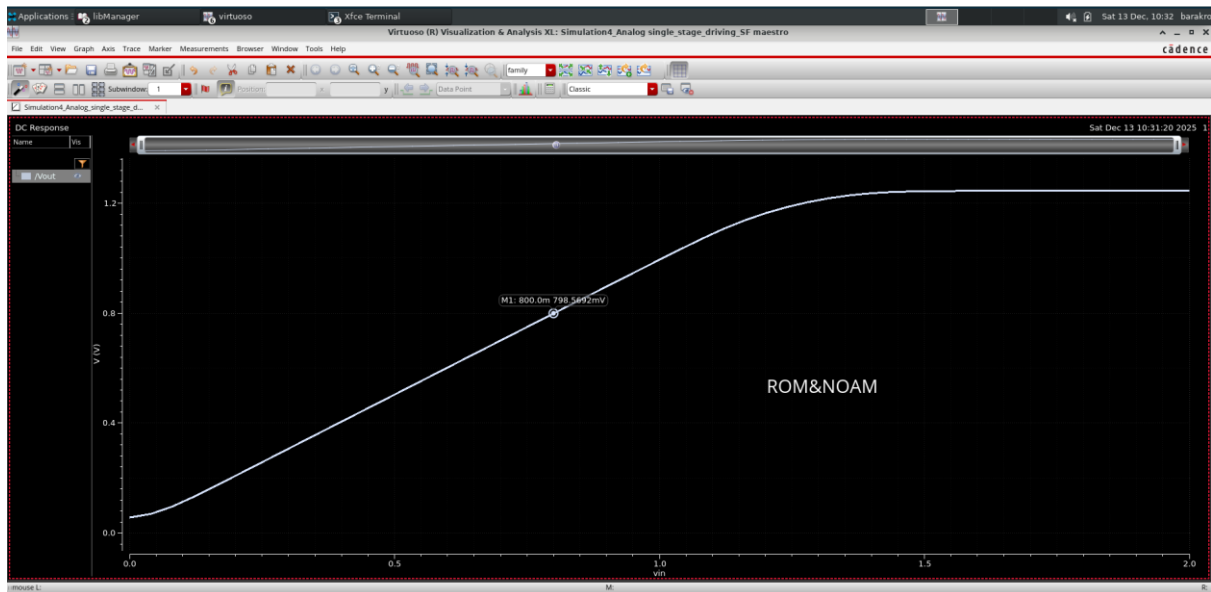 Applications libManager virtuoso Xfce Terminal Sat 13 Dec, 10:32 barakro
Virtuoso (R) Visualization & Analysis XL: Simulation4_Analog single_stage_driving_SF maestro
File Edit View Graph Axis Trace Marker Measurements Browser Window Tools Help cādence
family
Subwindow: 1 Position: x y Data Point Classic
Simulation4_Analog_single_stage_d...
DC Response Sat Dec 13 10:31:20 2025 1
Name Vis
/Vout
1.2
M1: 800.0m 798.5692mV
0.8
V (V)
ROM&NOAM
0.4
0.0
0.0 0.5 1.0 1.5 2.0
vin
mouse L: M: R: